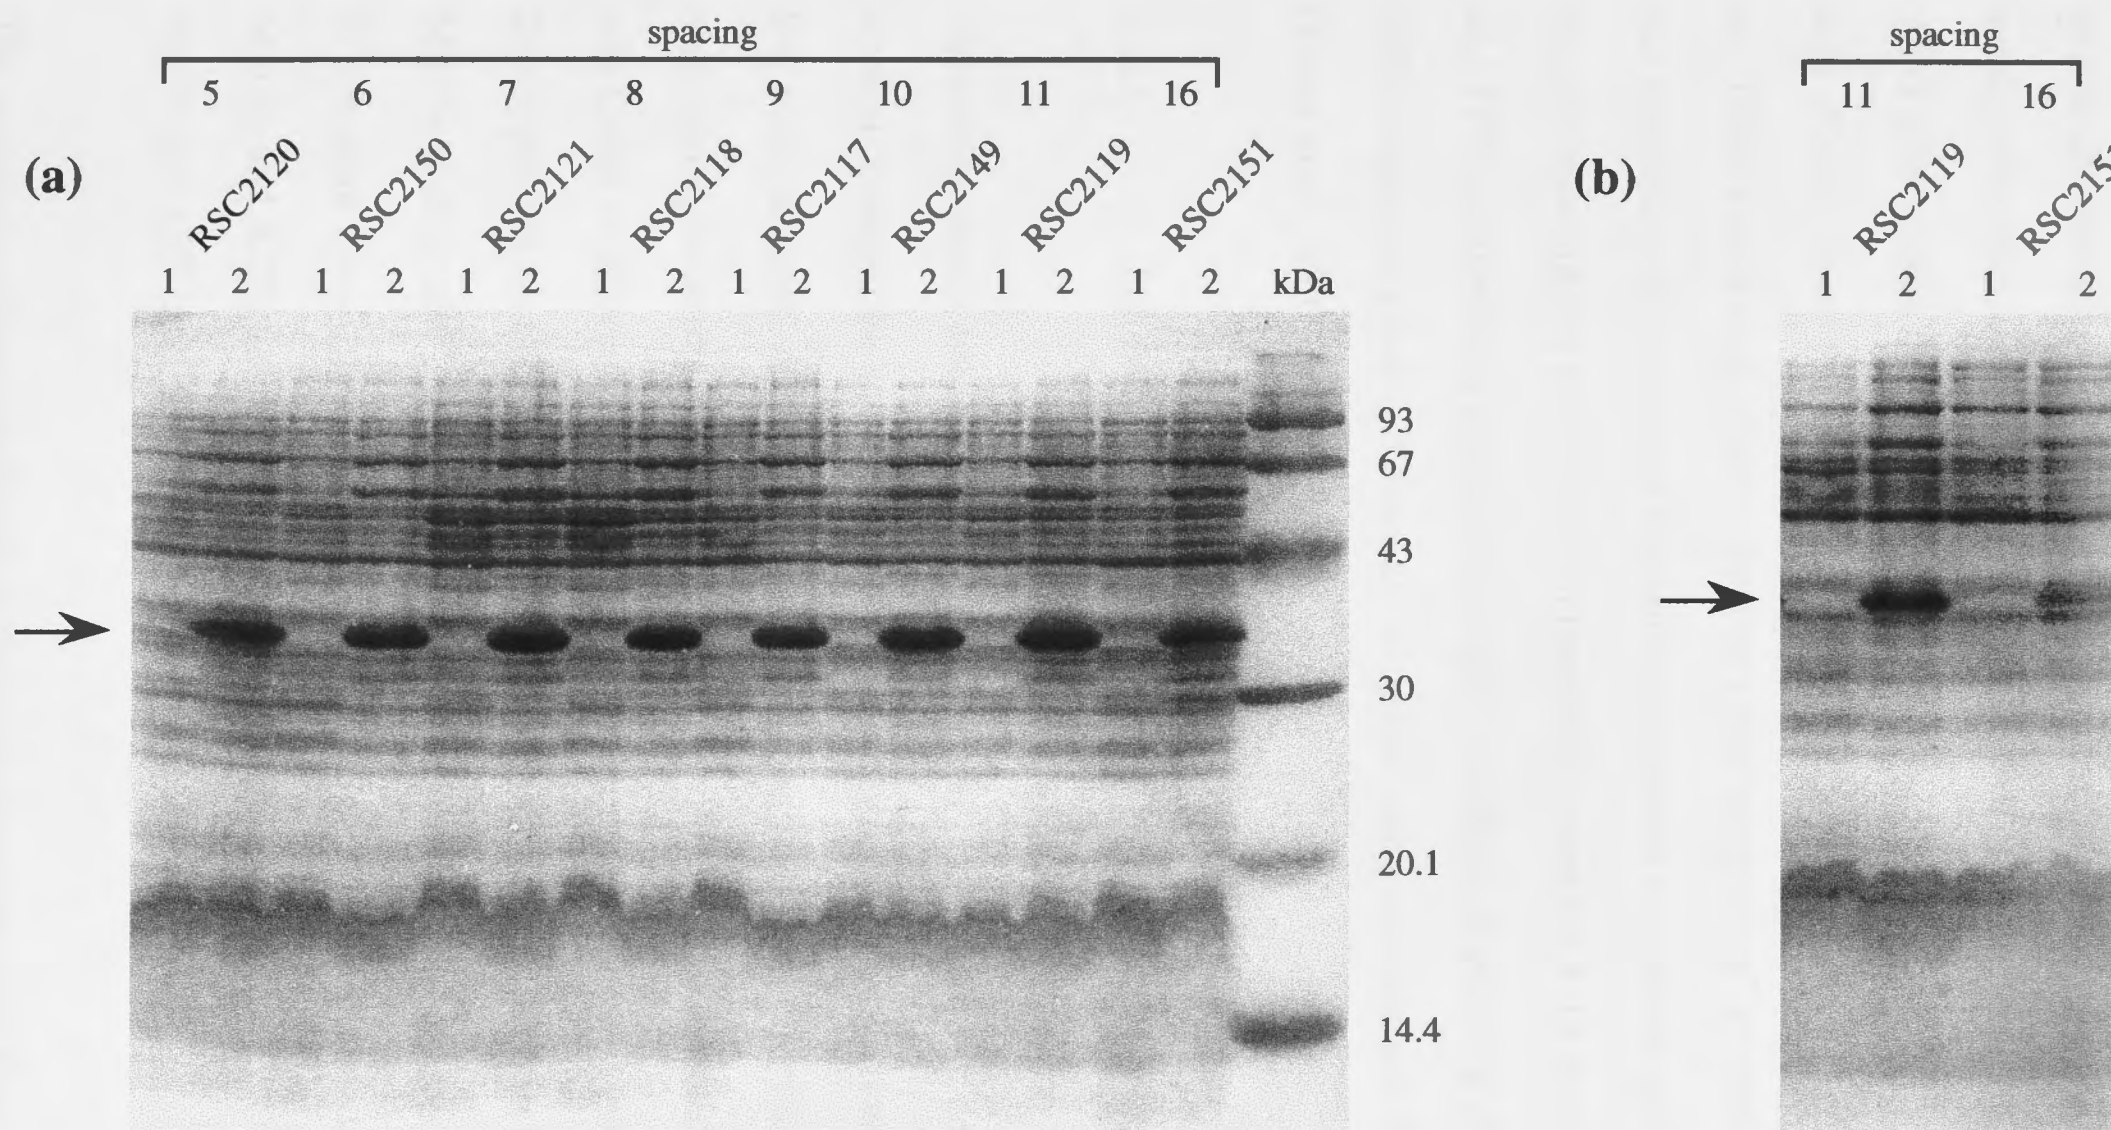 spacing
5 6 7 8 9 10 11 16
(a)
RSC2120 RSC2150 RSC2121 RSC2118 RSC2117 RSC2149 RSC2119 RSC2151
1 2 1 2 1 2 1 2 1 2 1 2 1 2 1 2 kDa
93
67
43
30
20.1
14.4
spacing
11 16
(b)
RSC2119
1 2 1 2